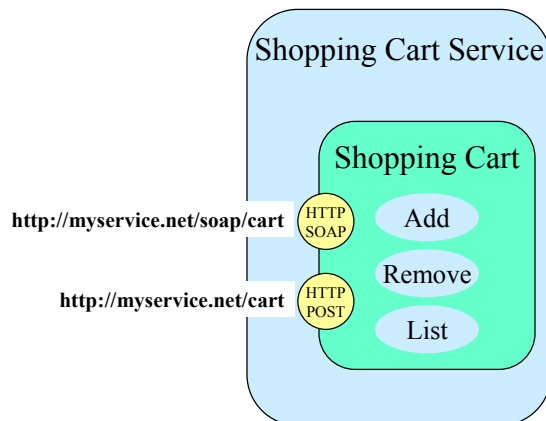 Shopping Cart Service
Shopping Cart
http://myservice.net/soap/cart
HTTP
SOAP
Add
Remove
http://myservice.net/cart
HTTP
POST
List